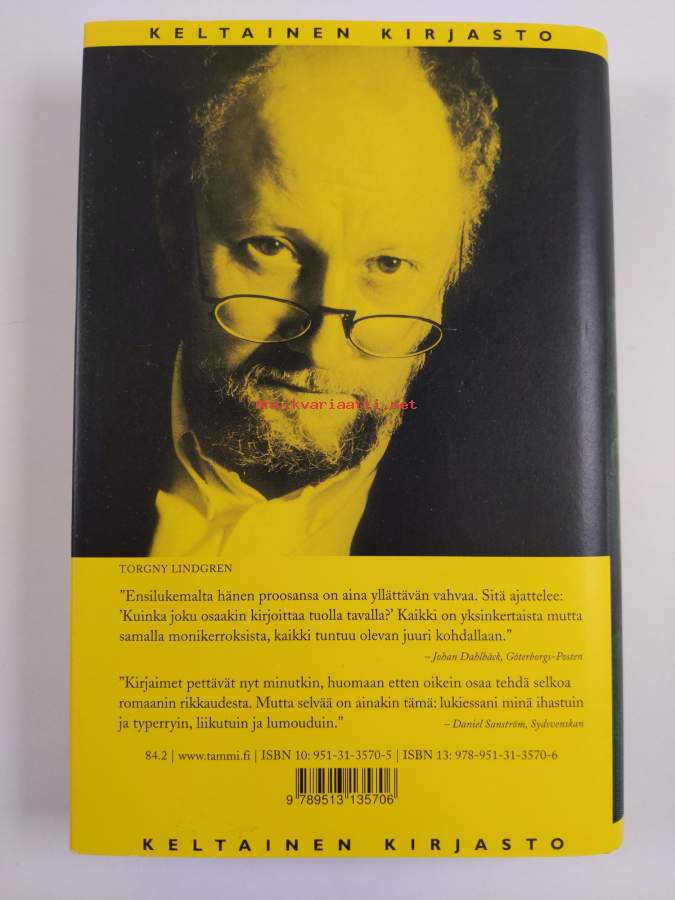 KELTAINEN KIRJASTO
Antikvariaatti.net
TORGNY LINDGREN
"Ensilukemalta hänen proosansa on aina yllättävän vahvaa. Sitä ajattelee:
'Kuinka joku osaakin kirjoittaa tuolla tavalla?' Kaikki on yksinkertaista mutta
samalla monikerroksista, kaikki tuntuu olevan juuri kohdallaan."
– Johan Dahlbäck, Göterborgs-Posten
"Kirjaimet pettävät nyt minutkin, huomaan etten oikein osaa tehdä selkoa
romaanin rikkaudesta. Mutta selvää on ainakin tämä: lukiessani minä ihastuin
ja typerryin, liikutuin ja lumouduin."
– Daniel Sanström, Sydsvenskan
84.2 | www.tammi.fi | ISBN 10: 951-31-3570-5 | ISBN 13: 978-951-31-3570-6
9 789513 135706
KELTAINEN KIRJASTO